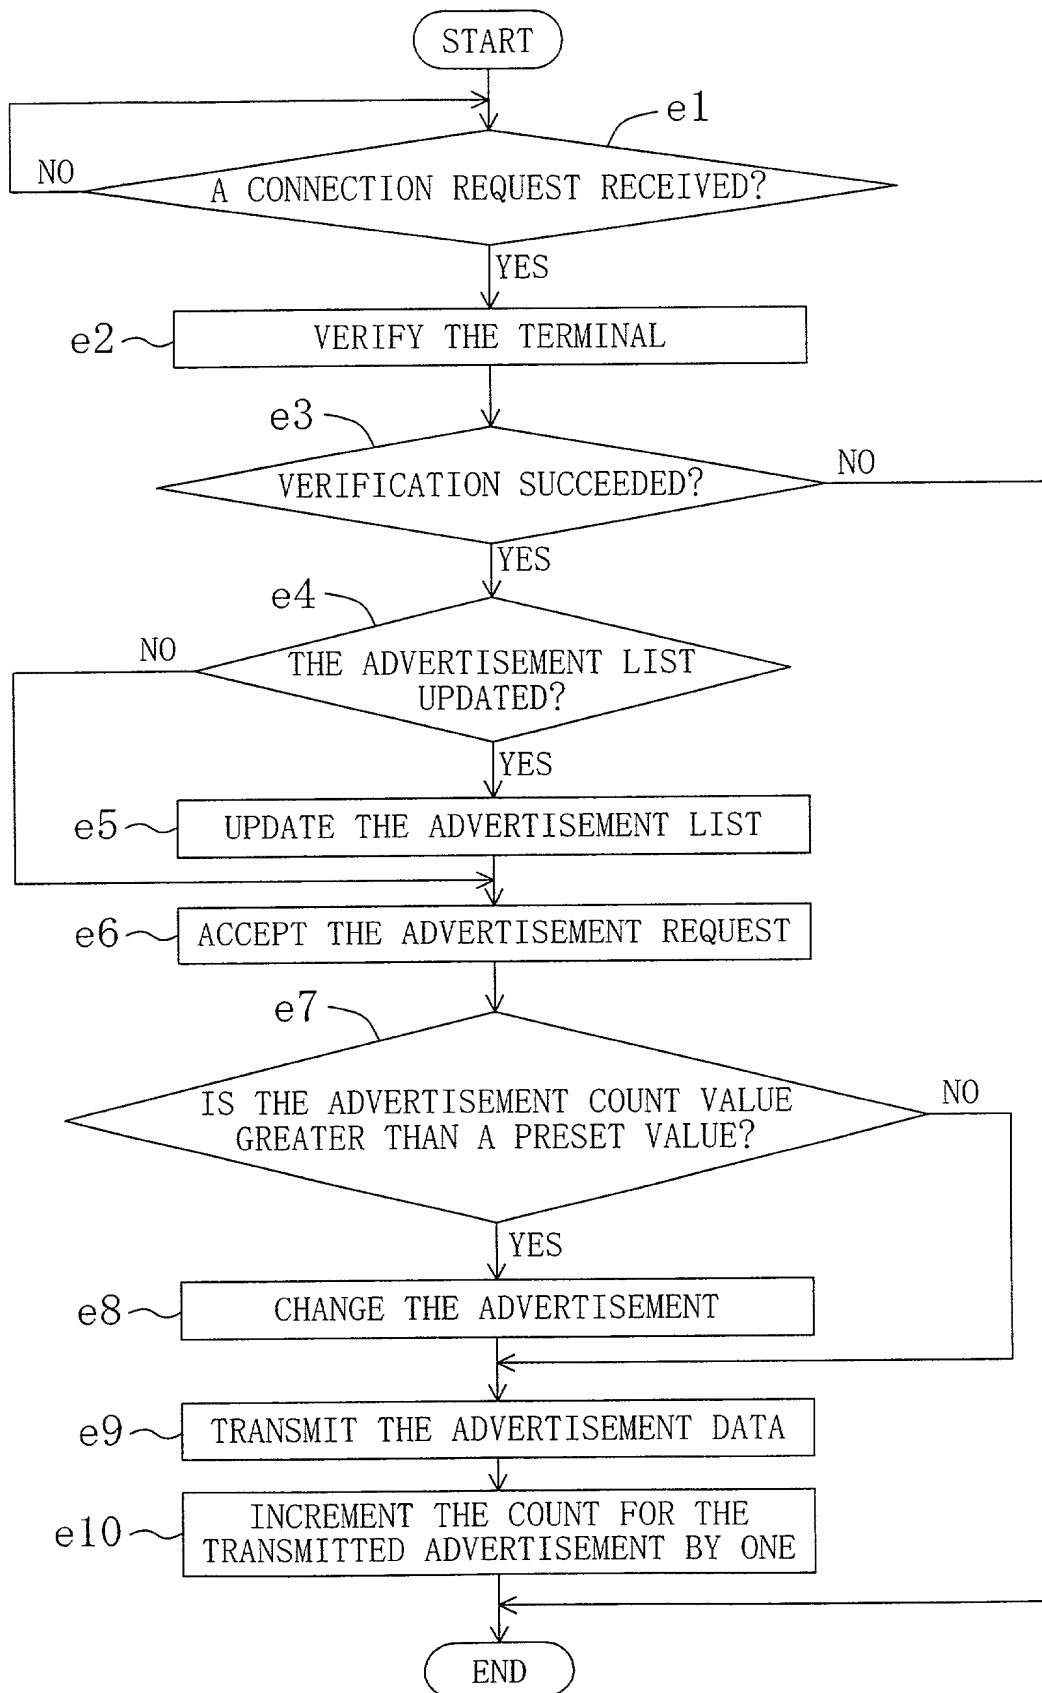 START
e1
NO
A CONNECTION REQUEST RECEIVED?
YES
e2
VERIFY THE TERMINAL
e3
NO
VERIFICATION SUCCEEDED?
YES
e4
NO
THE ADVERTISEMENT LIST
UPDATED?
YES
e5
UPDATE THE ADVERTISEMENT LIST
e6
ACCEPT THE ADVERTISEMENT REQUEST
e7
IS THE ADVERTISEMENT COUNT VALUE
GREATER THAN A PRESET VALUE?
NO
YES
e8
CHANGE THE ADVERTISEMENT
e9
TRANSMIT THE ADVERTISEMENT DATA
e10
INCREMENT THE COUNT FOR THE
TRANSMITTED ADVERTISEMENT BY ONE
END